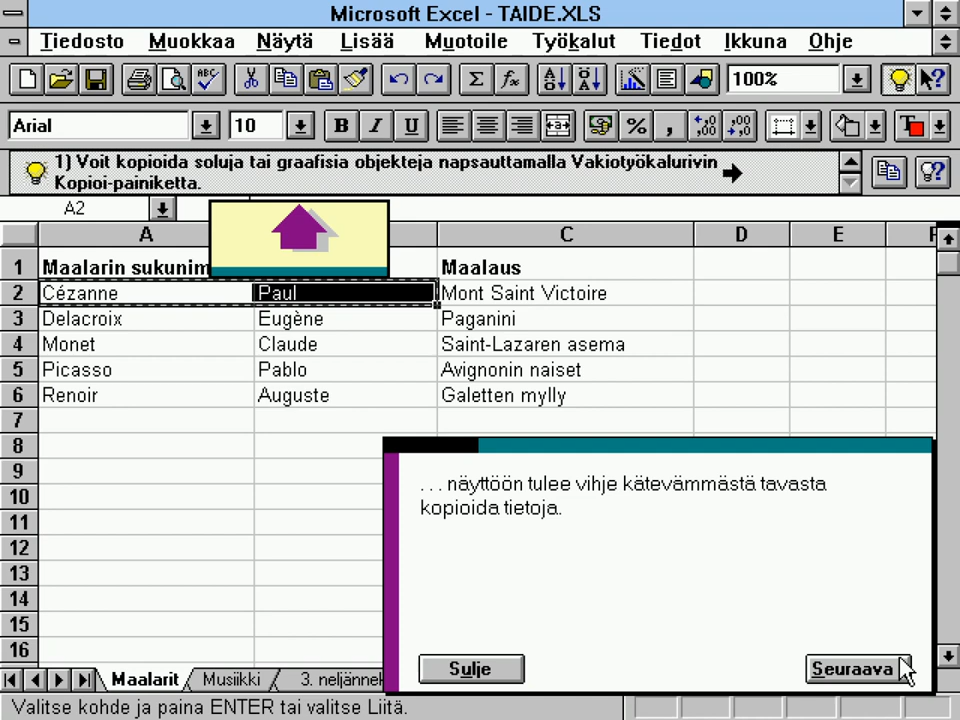 Microsoft Excel - TAIDE.XLS
Tiedosto Muokkaa Näytä Lisää Muotoile Työkalut Tiedot Ikkuna Ohje
100%
Arial 10 B I U
1) Voit kopioida soluja tai graafisia objekteja napsauttamalla Vakiotyökalurivin
Kopioi-painiketta.
A2
A C D E F
1 Maalarin sukunim Maalaus
2 Cézanne Paul Mont Saint Victoire
3 Delacroix Eugène Paganini
4 Monet Claude Saint-Lazaren asema
5 Picasso Pablo Avignonin naiset
6 Renoir Auguste Galetten mylly
7
8
9
10
11
12
13
14
15
16
. . . näyttöön tulee vihje kätevämmästä tavasta
kopioida tietoja.
Sulje Seuraava
Maalarit Musiikki 3. neljännek
Valitse kohde ja paina ENTER tai valitse Liitä.